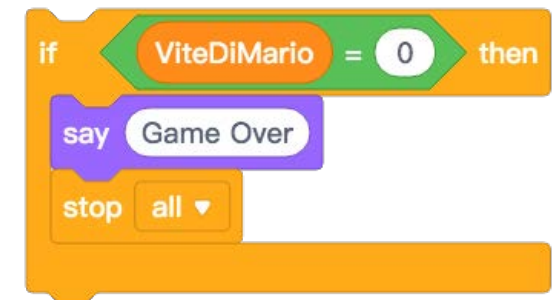 if ViteDiMario = 0 then
say Game Over
stop all